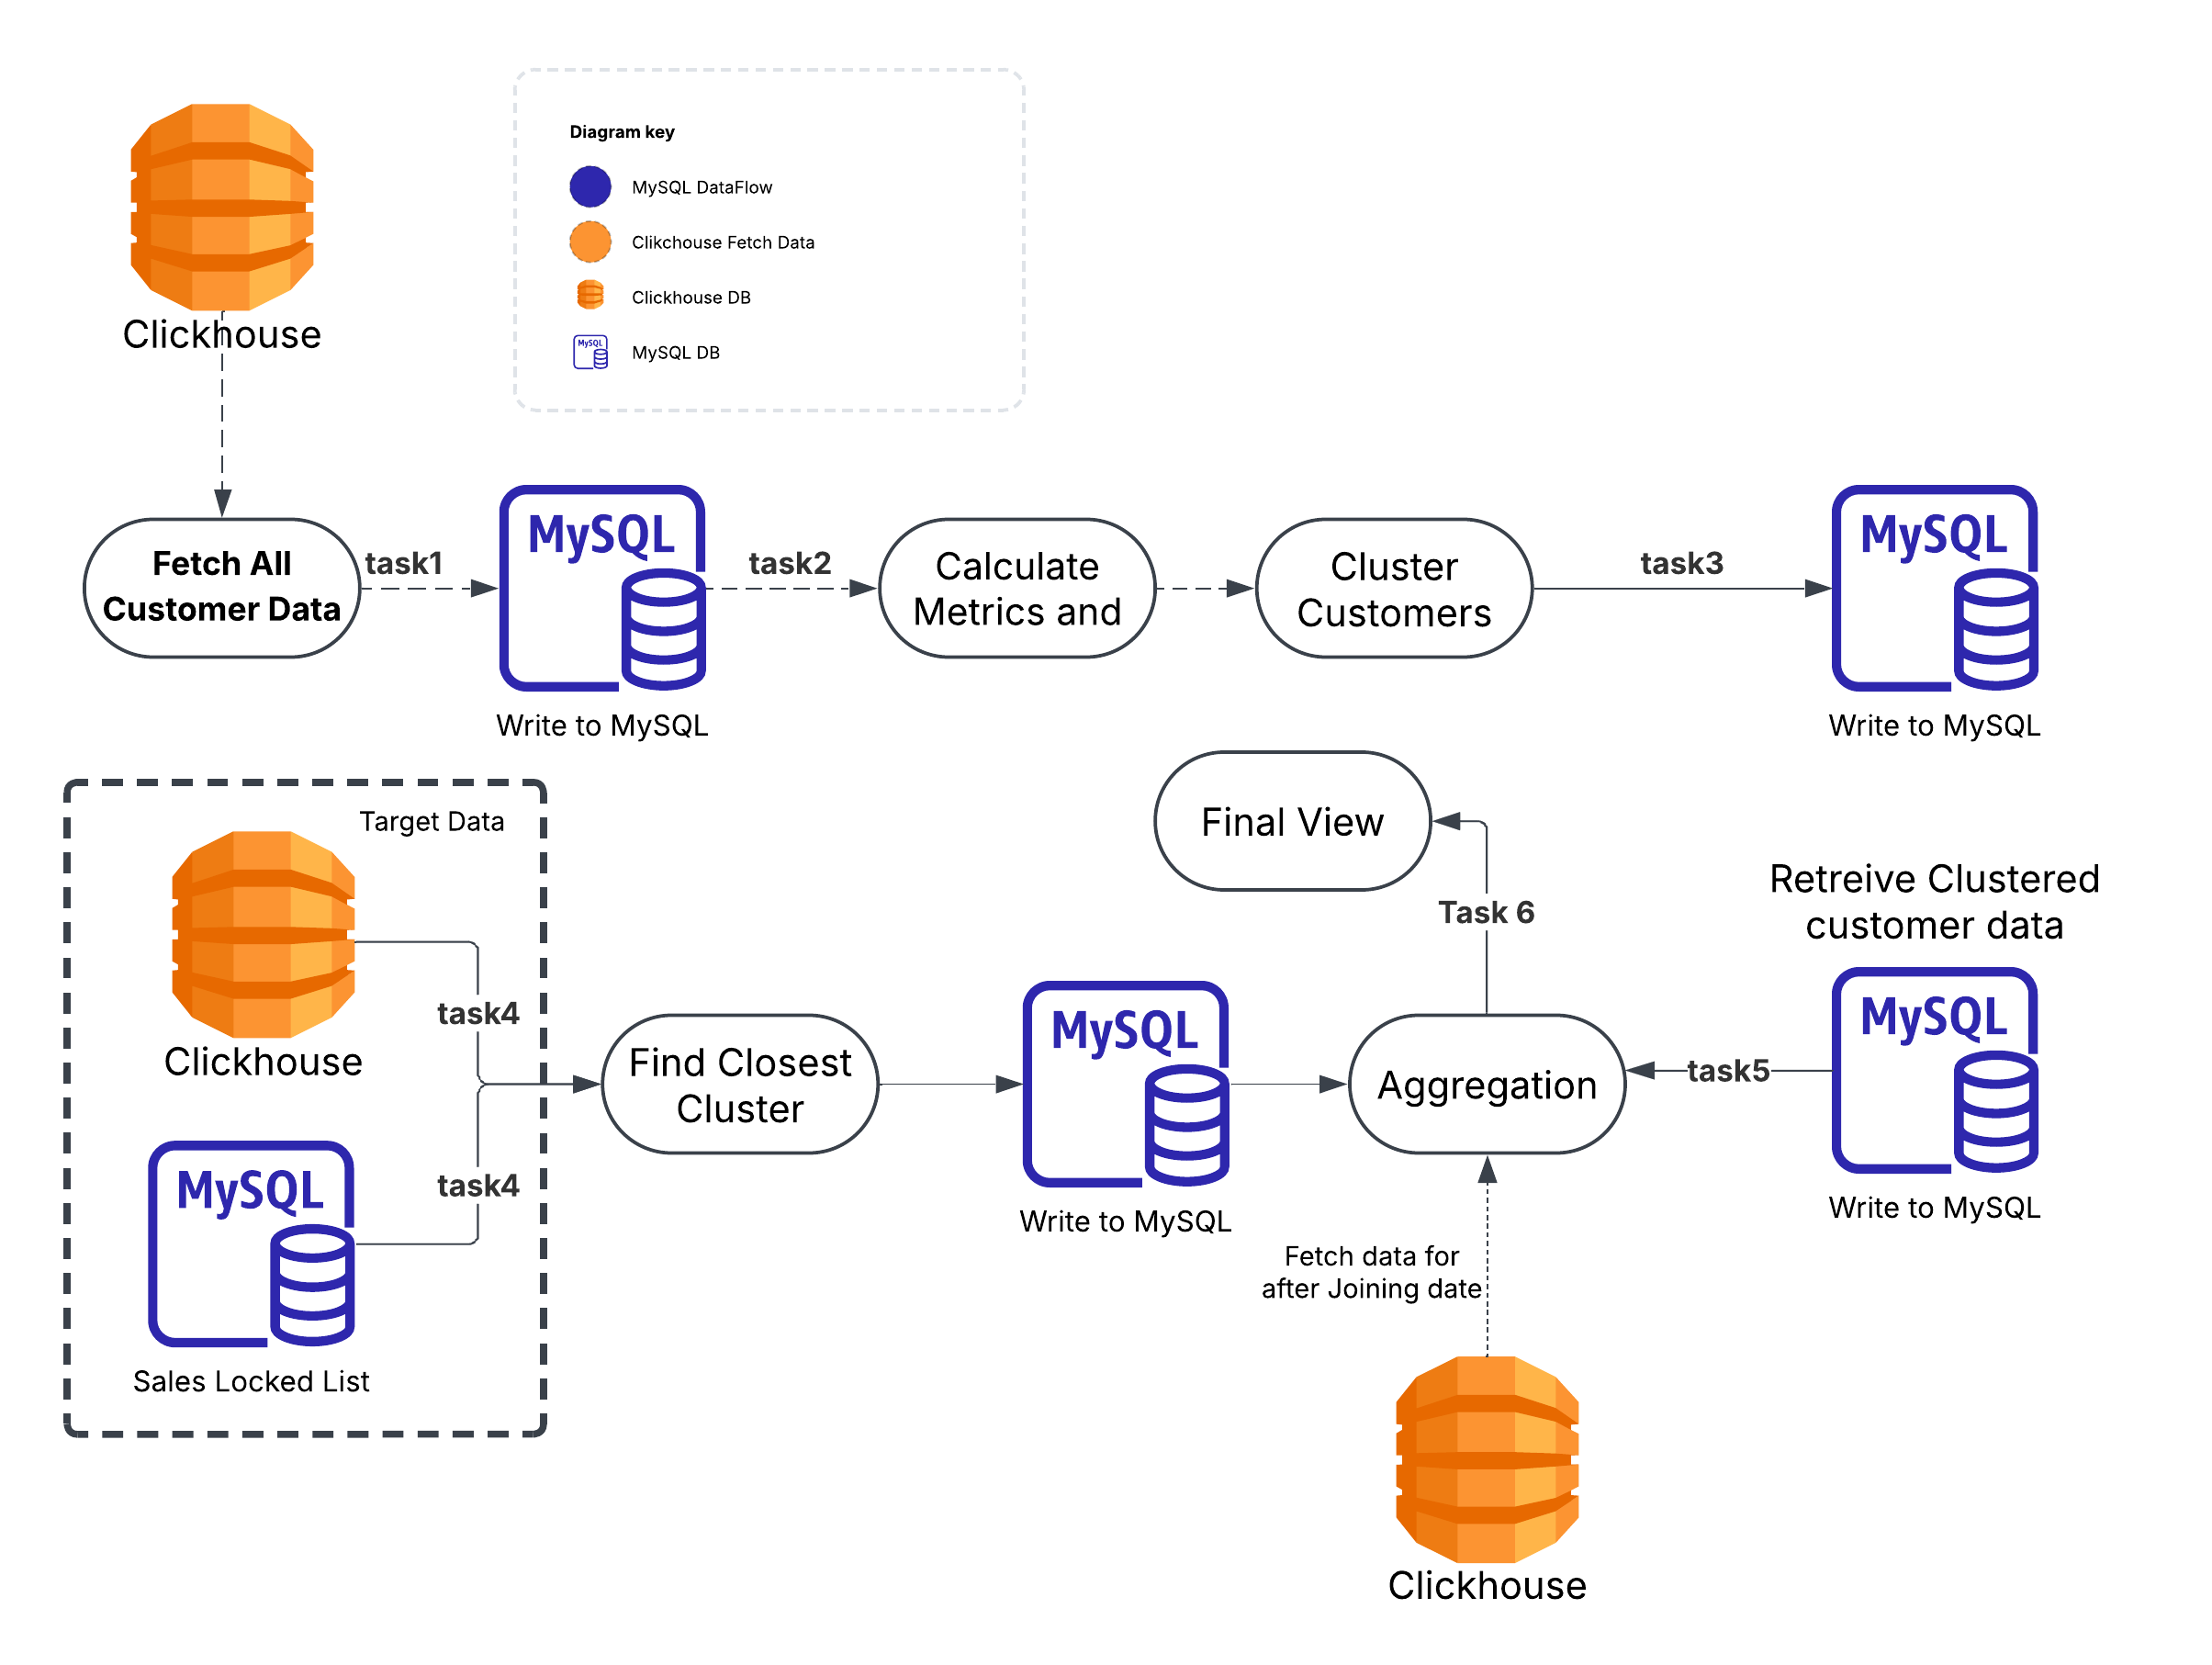 Diagram key
MySQL DataFlow
Clikchouse Fetch Data
Clickhouse DB
MySQL
MySQL DB
Clickhouse
Fetch All
Customer Data
task1
MySQL
Write to MySQL
task2
Calculate
Metrics and
Cluster
Customers
task3
MySQL
Write to MySQL
Target Data
Clickhouse
task4
MySQL
task4
Sales Locked List
Find Closest
Cluster
MySQL
Write to MySQL
Final View
Task 6
Aggregation
task5
Retreive Clustered
customer data
MySQL
Write to MySQL
Fetch data for
after Joining date
Clickhouse